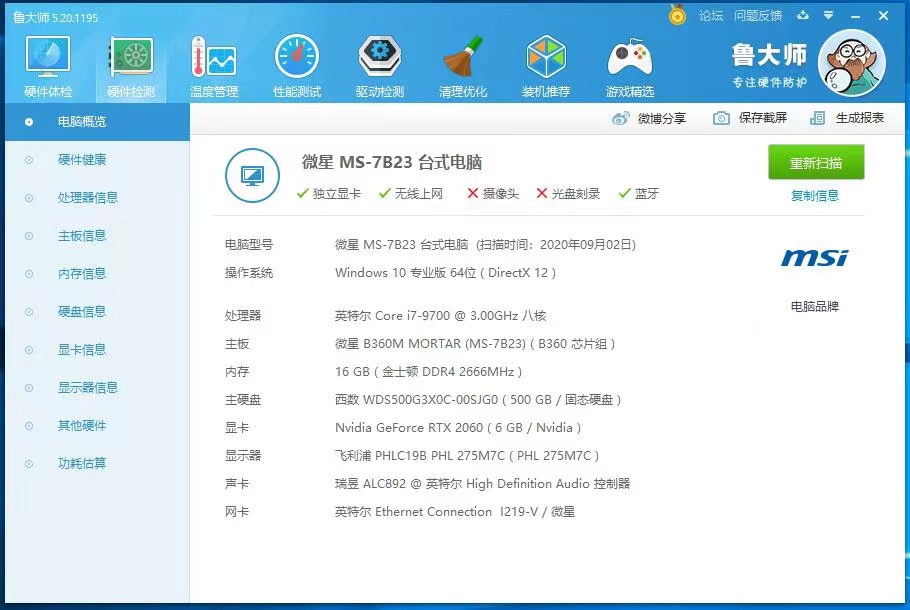 鲁大师 5.20.1195
论坛 问题反馈
硬件体检 硬件检测 温度管理 性能测试 驱动检测 清理优化 装机推荐 游戏精选
鲁大师
专注硬件防护
微博分享 保存截屏 生成报表
电脑概览
硬件健康
处理器信息
主板信息
内存信息
硬盘信息
显卡信息
显示器信息
其他硬件
功耗估算
微星 MS-7B23 台式电脑
独立显卡 无线上网 摄像头 光盘刻录 蓝牙
重新扫描
复制信息
电脑型号 微星 MS-7B23 台式电脑 (扫描时间：2020年09月02日)
操作系统 Windows 10 专业版 64位 ( DirectX 12 )
msi
电脑品牌
处理器 英特尔 Core i7-9700 @ 3.00GHz 八核
主板 微星 B360M MORTAR (MS-7B23) ( B360 芯片组 )
内存 16 GB ( 金士顿 DDR4 2666MHz )
主硬盘 西数 WDS500G3X0C-00SJG0 ( 500 GB / 固态硬盘 )
显卡 Nvidia GeForce RTX 2060 ( 6 GB / Nvidia )
显示器 飞利浦 PHLC19B PHL 275M7C ( PHL 275M7C )
声卡 瑞昱 ALC892 @ 英特尔 High Definition Audio 控制器
网卡 英特尔 Ethernet Connection I219-V / 微星